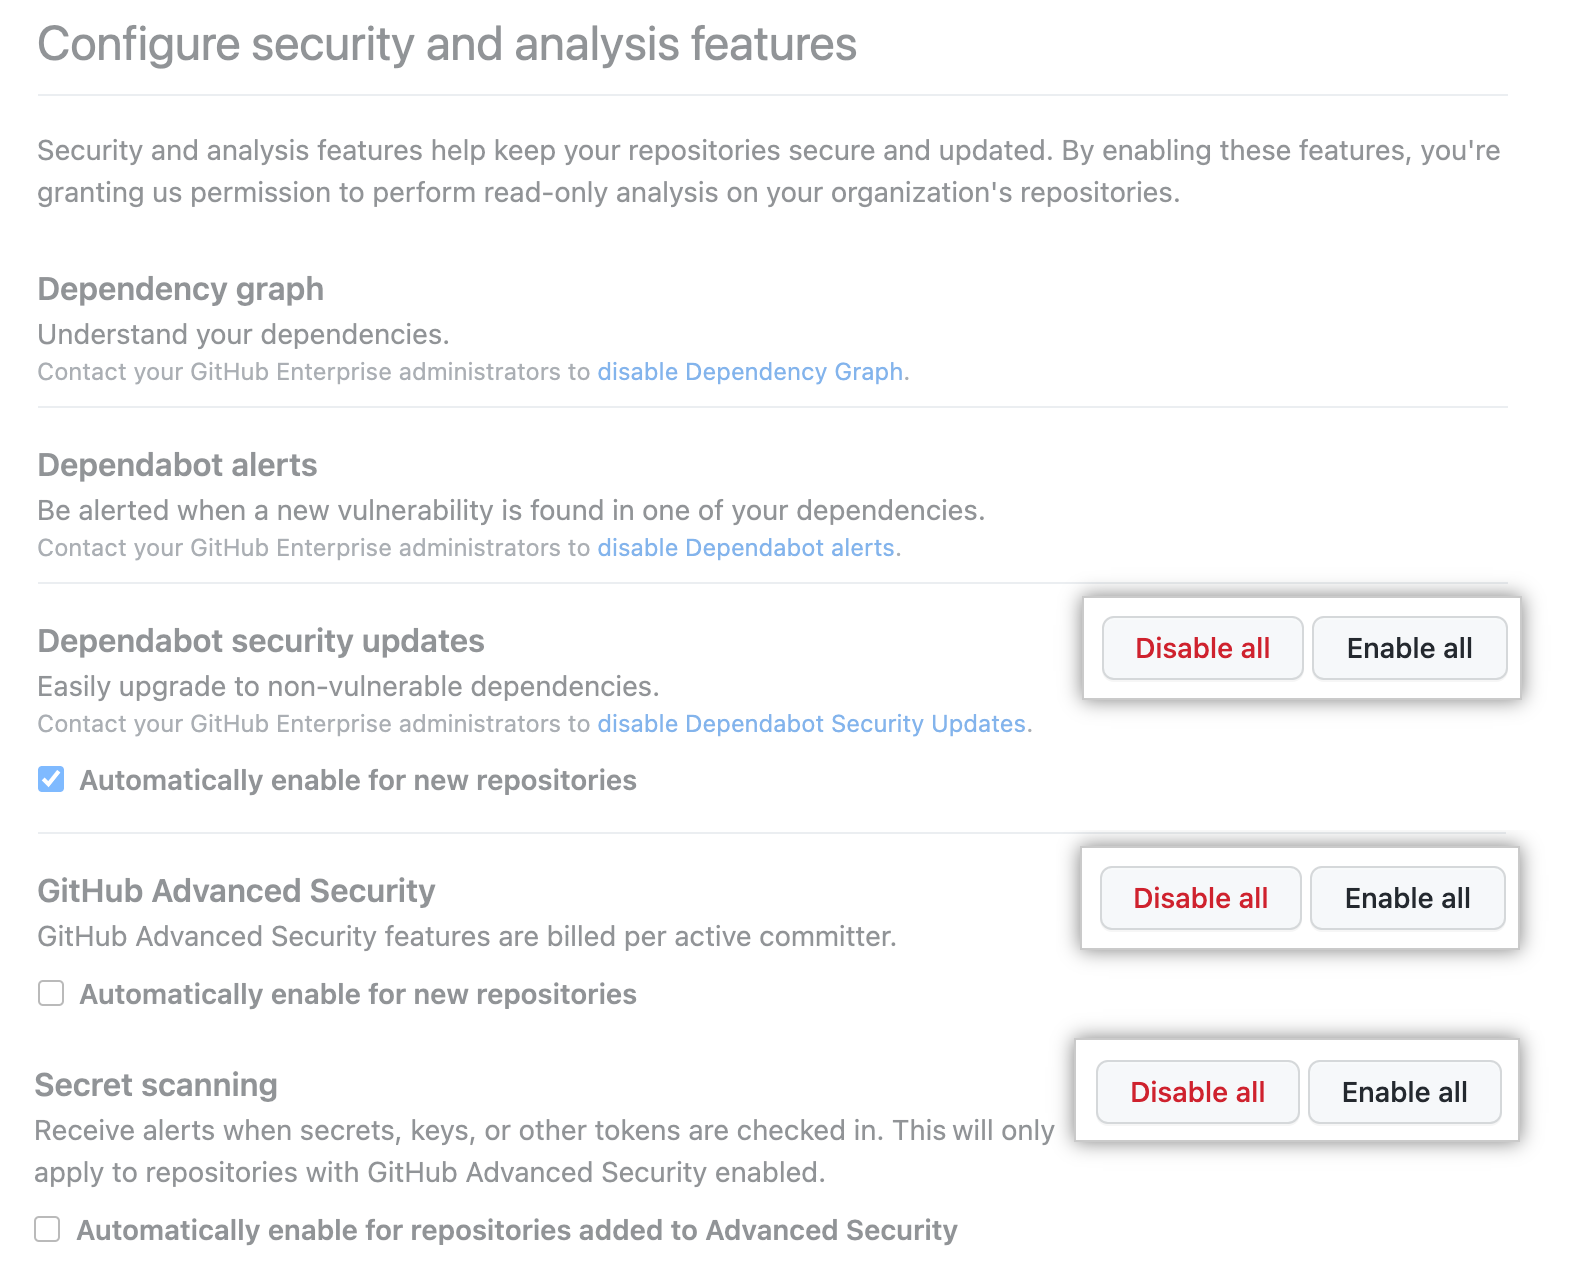 Configure security and analysis features
Security and analysis features help keep your repositories secure and updated. By enabling these features, you're
granting us permission to perform read-only analysis on your organization's repositories.
Dependency graph
Understand your dependencies.
Contact your GitHub Enterprise administrators to disable Dependency Graph.
Dependabot alerts
Be alerted when a new vulnerability is found in one of your dependencies.
Contact your GitHub Enterprise administrators to disable Dependabot alerts.
Dependabot security updates
Disable all Enable all
Easily upgrade to non-vulnerable dependencies.
Contact your GitHub Enterprise administrators to disable Dependabot Security Updates.
Automatically enable for new repositories
GitHub Advanced Security
Disable all Enable all
GitHub Advanced Security features are billed per active committer.
Automatically enable for new repositories
Secret scanning
Disable all Enable all
Receive alerts when secrets, keys, or other tokens are checked in. This will only
apply to repositories with GitHub Advanced Security enabled.
Automatically enable for repositories added to Advanced Security